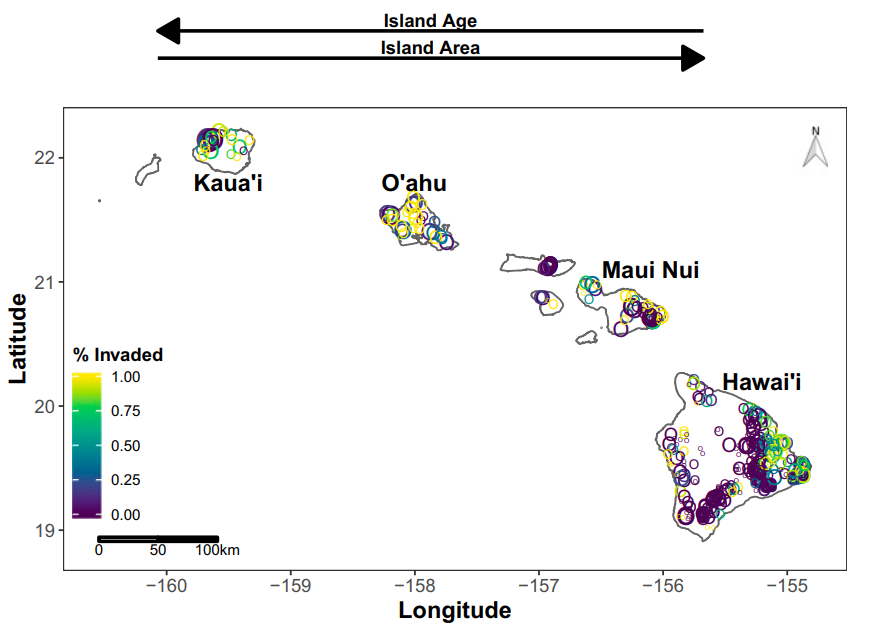 Island Age
Island Area
N
22
21
20
19
Latitude
Kaua'i
O'ahu
Maui Nui
Hawai'i
% Invaded
1.00
0.75
0.50
0.25
0.00
0 50 100km
−160 −159 −158 −157 −156 −155
Longitude